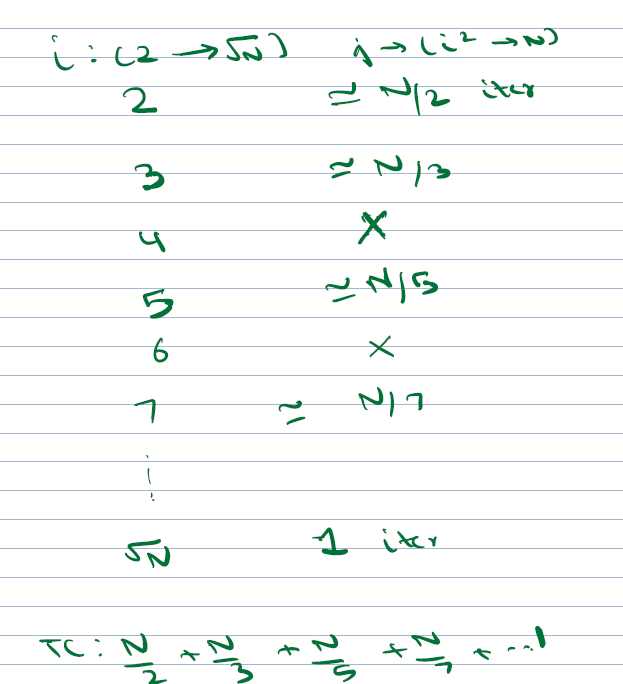 i : (2 → √N) j → (i² → N)
2 ≃ N/2 iter
3 ≃ N/3
4 X
5 ≃ N/5
6 X
7 ≃ N/7
⋮
√N 1 iter
TC : N/2 + N/3 + N/5 + N/7 + ...1